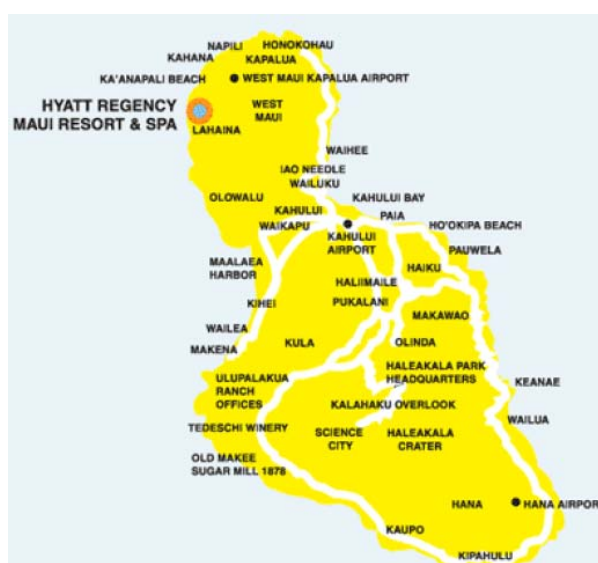 NAPILI
HONOKOHAU
KAHANA
KAPALUA
KA'ANAPALI BEACH
WEST MAUI KAPALUA AIRPORT
HYATT REGENCY
MAUI RESORT & SPA
WEST
MAUI
LAHAINA
WAIHEE
IAO NEEDLE
WAILUKU
OLOWALU
KAHULUI BAY
KAHULUI
PAIA
WAIKAPU
HO'OKIPA BEACH
KAHULUI
AIRPORT
PAUWELA
MAALAEA
HARBOR
HAIKU
HALIIMAILE
KIHEI
PUKALANI
MAKAWAO
WAILEA
KULA
OLINDA
MAKENA
HALEAKALA PARK
HEADQUARTERS
ULUPALAKUA
RANCH
OFFICES
KEANAE
KALAHAKU OVERLOOK
WAILUA
TEDESCHI WINERY
SCIENCE
CITY
HALEAKALA
CRATER
OLD MAKEE
SUGAR MILL 1878
HANA
HANA AIRPOR
KAUPO
KIPAHULU